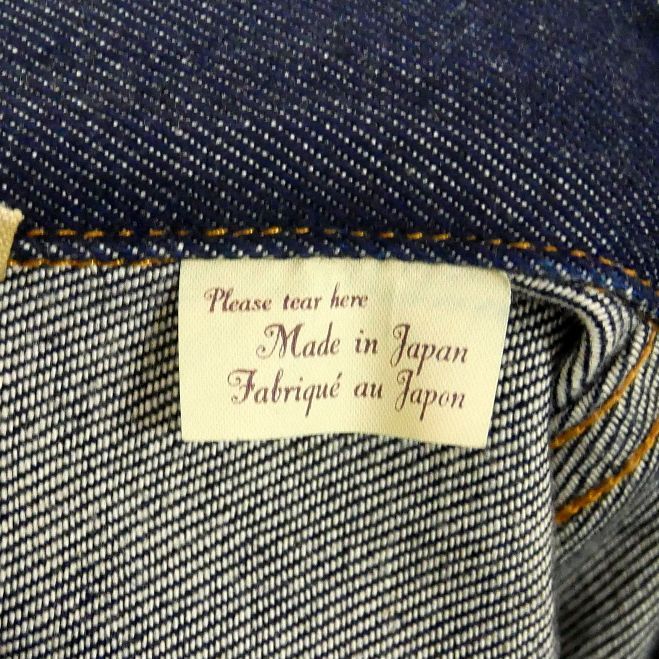 Please tear here
Made in Japan
Fabriqué au Japon